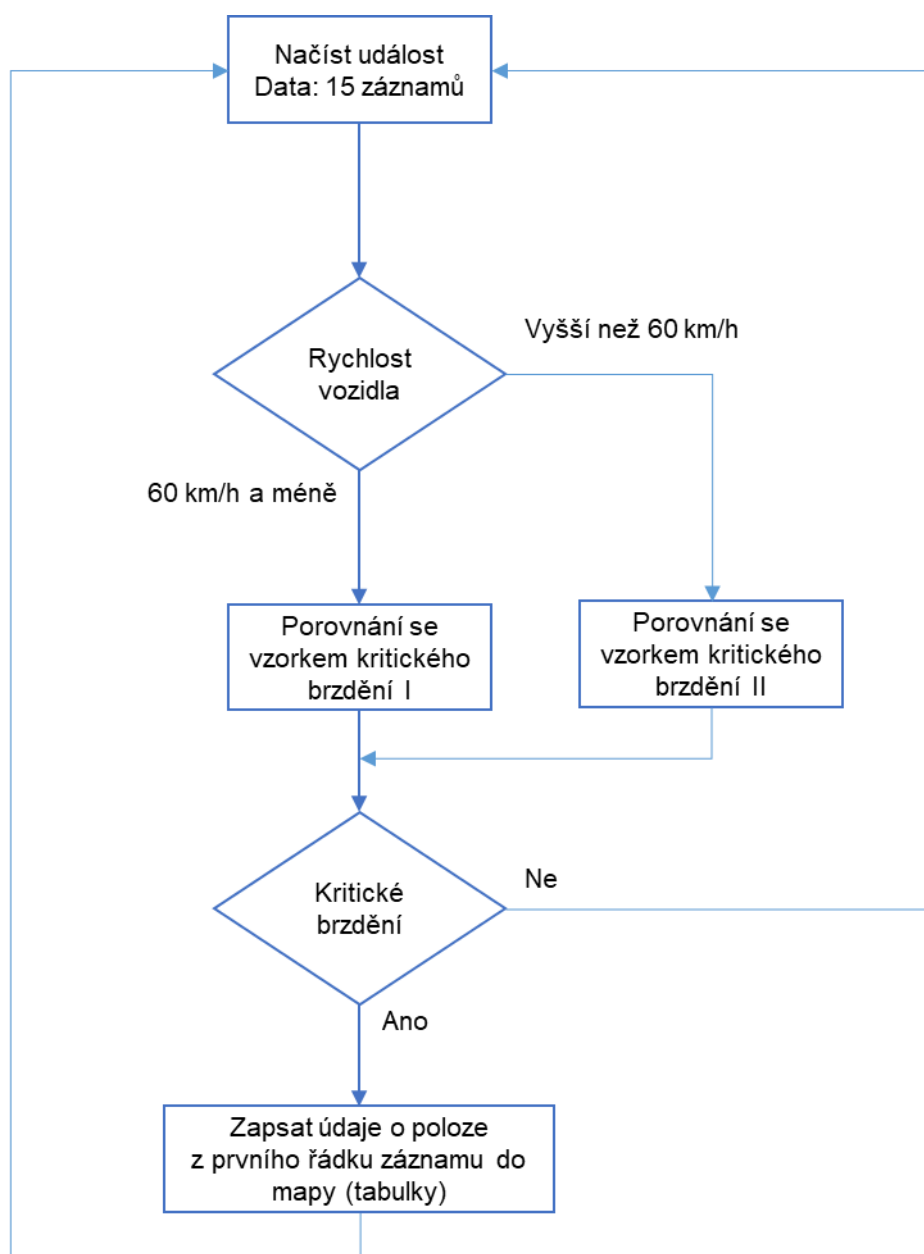 Načíst událost
Data: 15 záznamů
Rychlost
vozidla
Vyšší než 60 km/h
60 km/h a méně
Porovnání se
vzorkem kritického
brzdění I
Porovnání se
vzorkem kritického
brzdění II
Kritické
brzdění
Ne
Ano
Zapsat údaje o poloze
z prvního řádku záznamu do
mapy (tabulky)